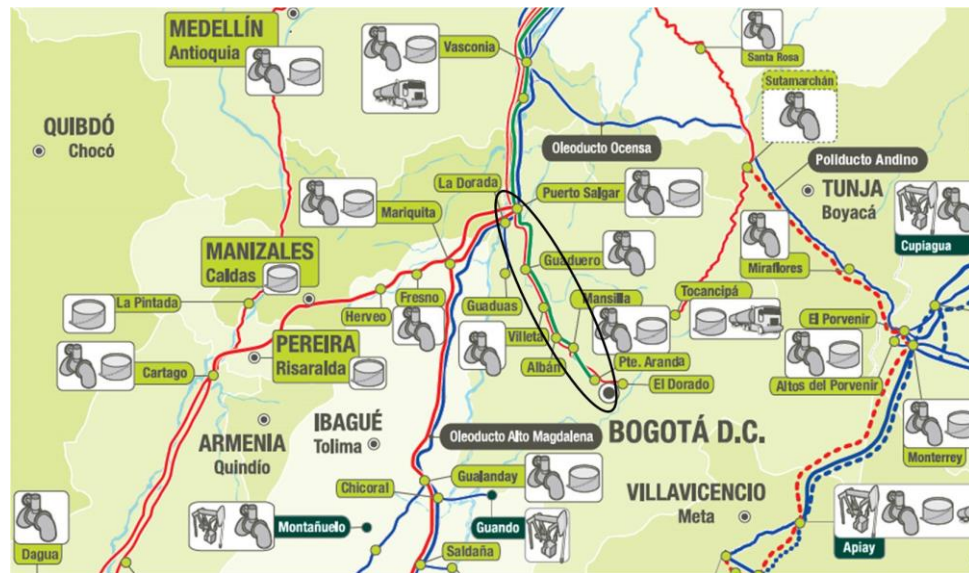 MEDELLÍN
Antioquia
Vasconia
Santa Rosa
Sutamarchán
QUIBDÓ
Chocó
Oleoducto Ocensa
Poliducto Andino
La Dorada
Puerto Salgar
TUNJA
Boyacá
Mariquita
Cupiagua
MANIZALES
Caldas
Guaduero
Miraflores
La Pintada
Fresno
Guaduas
Mansilla
Tocancipá
Herveo
El Porvenir
Villeta
PEREIRA
Risaralda
Pte. Aranda
Albán
Cartago
El Dorado
Altos del Porvenir
IBAGUÉ
Tolima
ARMENIA
Quindío
Oleoducto Alto Magdalena
BOGOTÁ D.C.
Monterrey
Gualanday
Chicoral
VILLAVICENCIO
Meta
Montañuelo
Guando
Dagua
Saldaña
Apiay